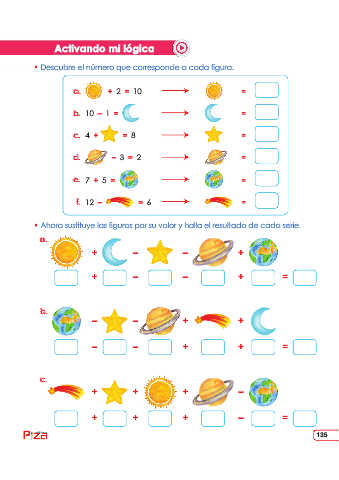 Activando mi lógica
• Descubre el número que corresponde a cada figura.
a. + 2 = 10 =
b. 10 – 1 = =
c. 4 + = 8 =
d. – 3 = 2 =
e. 7 + 5 = =
f. 12 – = 6 =
• Ahora sustituye las figuras por su valor y halla el resultado de cada serie.
a.
+ – – +
+ – – + =
b.
– – + +
– – + + =
c.
+ + + –
+ + + – =
135